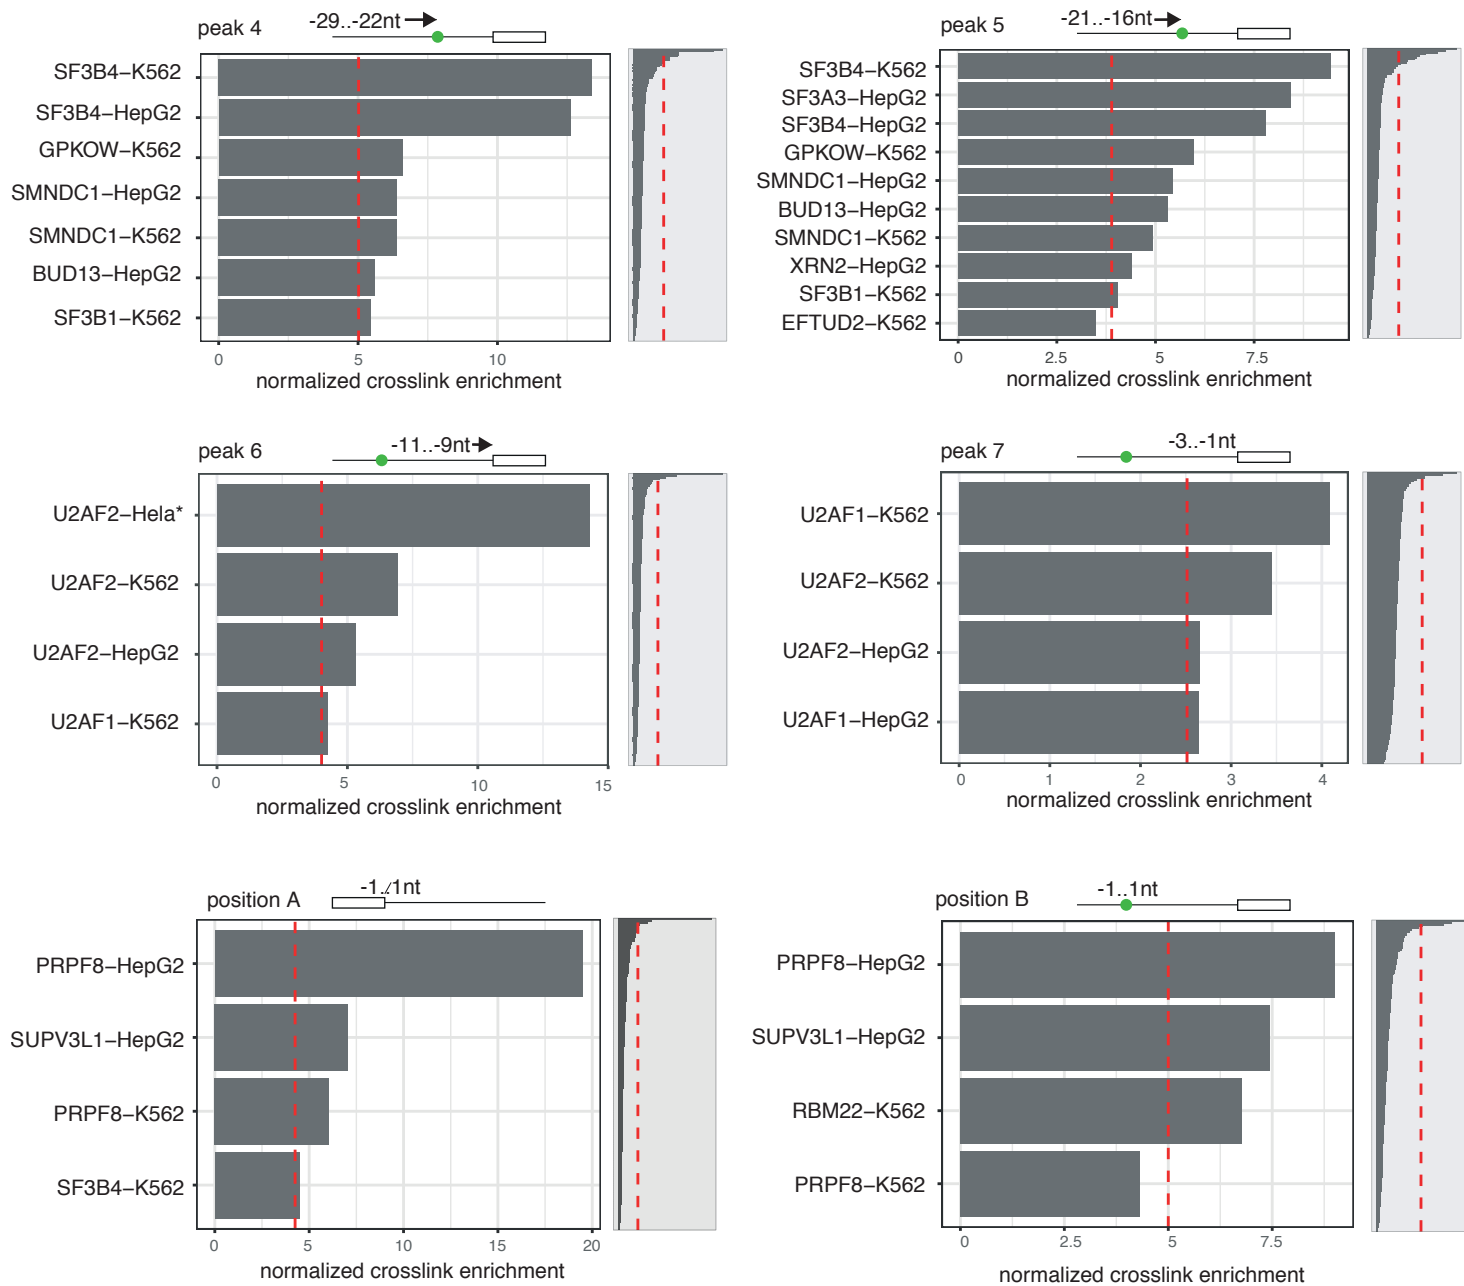 peak 4
-29..-22nt
SF3B4–K562
SF3B4–HepG2
GPKOW–K562
SMNDC1–HepG2
SMNDC1–K562
BUD13–HepG2
SF3B1–K562
0 5 10
normalized crosslink enrichment
peak 5
-21..-16nt
SF3B4–K562
SF3A3–HepG2
SF3B4–HepG2
GPKOW–K562
SMNDC1–HepG2
BUD13–HepG2
SMNDC1–K562
XRN2–HepG2
SF3B1–K562
EFTUD2–K562
0 2.5 5 7.5
normalized crosslink enrichment
peak 6
-11..-9nt
U2AF2–Hela*
U2AF2–K562
U2AF2–HepG2
U2AF1–K562
0 5 10 15
normalized crosslink enrichment
peak 7
-3..-1nt
U2AF1–K562
U2AF2–K562
U2AF2–HepG2
U2AF1–HepG2
0 1 2 3 4
normalized crosslink enrichment
position A
-1../1nt
PRPF8–HepG2
SUPV3L1–HepG2
PRPF8–K562
SF3B4–K562
0 5 10 15 20
normalized crosslink enrichment
position B
-1..1nt
PRPF8–HepG2
SUPV3L1–HepG2
RBM22–K562
PRPF8–K562
0 2.5 5 7.5
normalized crosslink enrichment